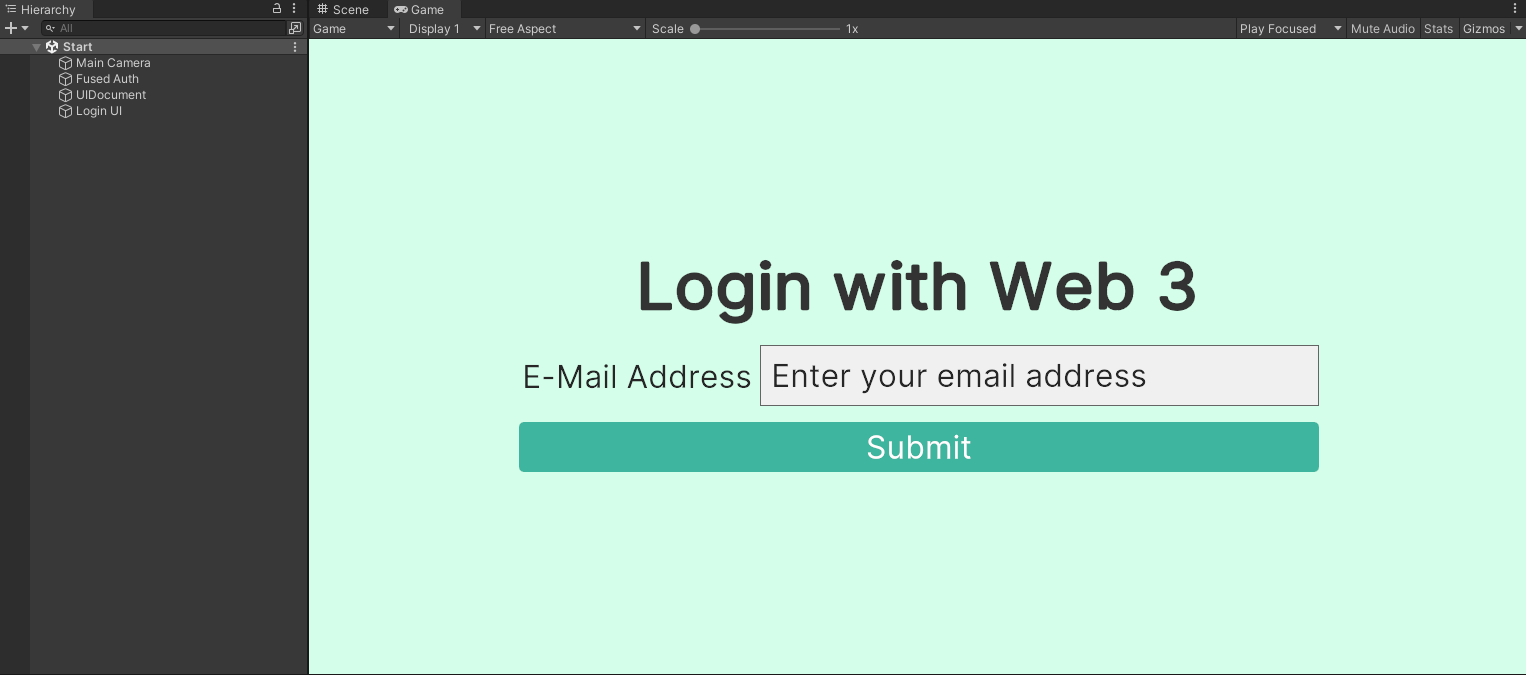 Hierarchy
All
Start
Main Camera
Fused Auth
UIDocument
Login UI
Scene Game
Game Display 1 Free Aspect Scale 1x Play Focused Mute Audio Stats Gizmos
Login with Web 3
E-Mail Address Enter your email address
Submit